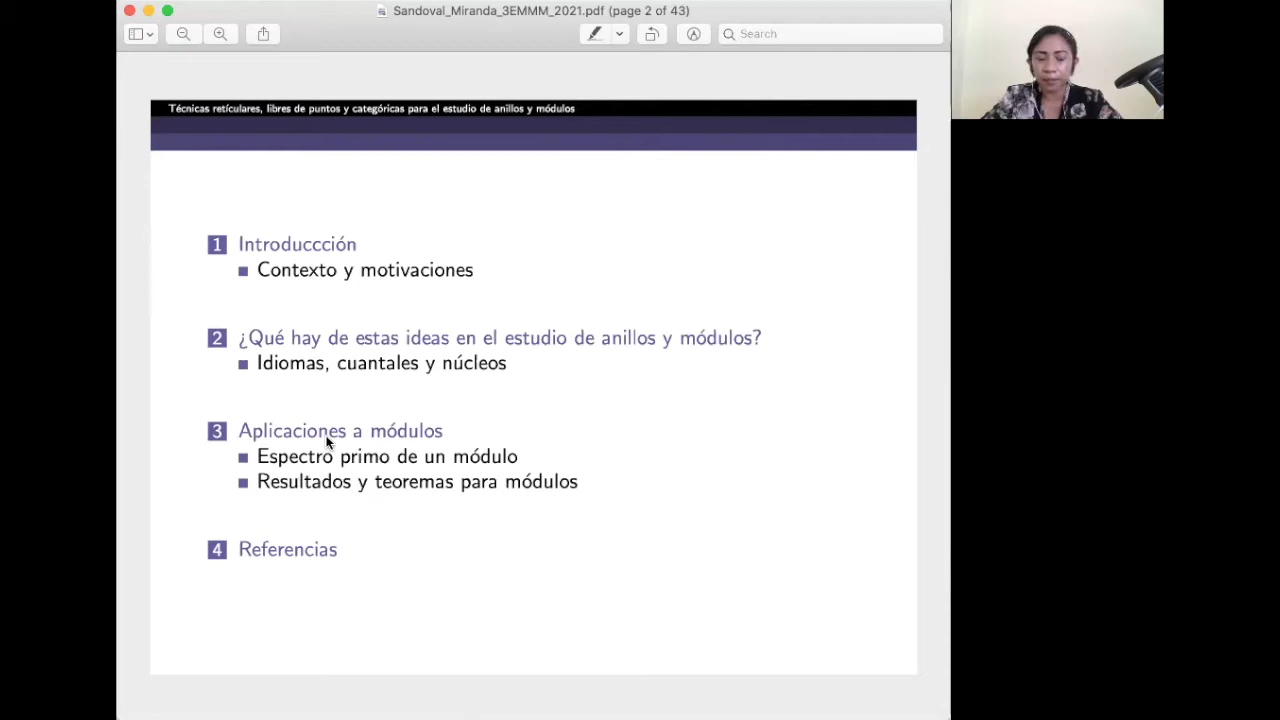 Sandoval_Miranda_3EMMM_2021.pdf (page 2 of 43)
Search
Técnicas retículares, libres de puntos y categóricas para el estudio de anillos y módulos
1 Introduccción
Contexto y motivaciones
2 ¿Qué hay de estas ideas en el estudio de anillos y módulos?
Idiomas, cuantales y núcleos
3 Aplicaciones a módulos
Espectro primo de un módulo
Resultados y teoremas para módulos
4 Referencias